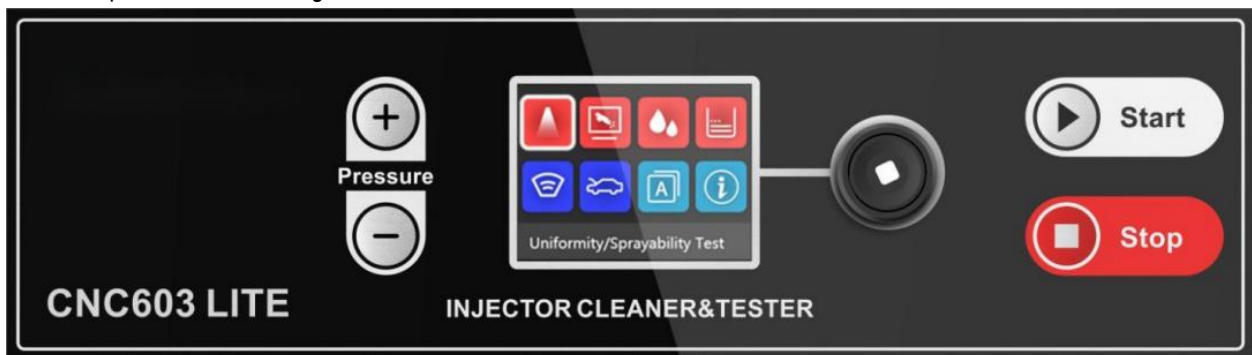 +
Pressure
−
A
i
Uniformity/Sprayability Test
Start
Stop
CNC603 LITE
INJECTOR CLEANER&TESTER